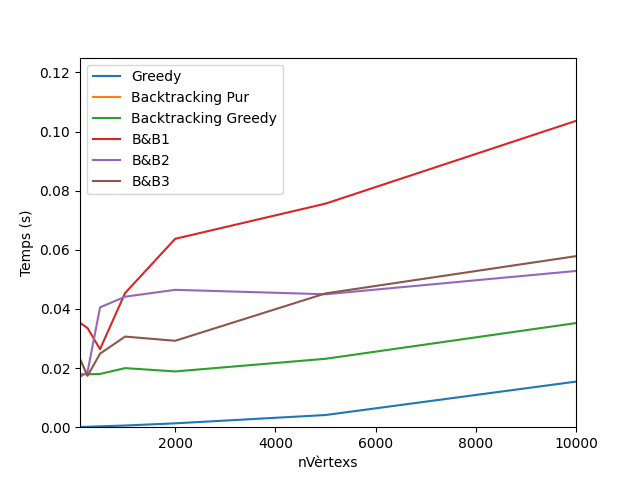 0.12
0.10
0.08
0.06
0.04
0.02
0.00
Temps (s)
Greedy
Backtracking Pur
Backtracking Greedy
B&B1
B&B2
B&B3
2000 4000 6000 8000 10000
nVèrtexs